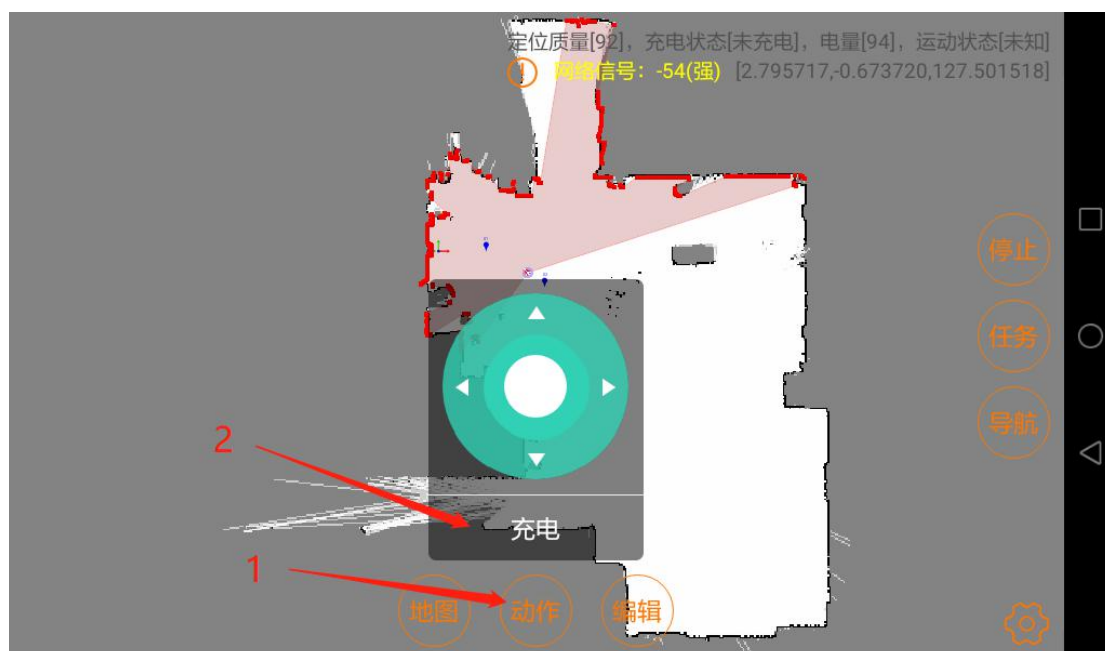 定位质量[92]，充电状态[未充电]，电量[94]，运动状态[未知]
网络信号：-54(强) [2.795717,-0.673720,127.501518]
停止
任务
导航
2
充电
1
地图
动作
编辑